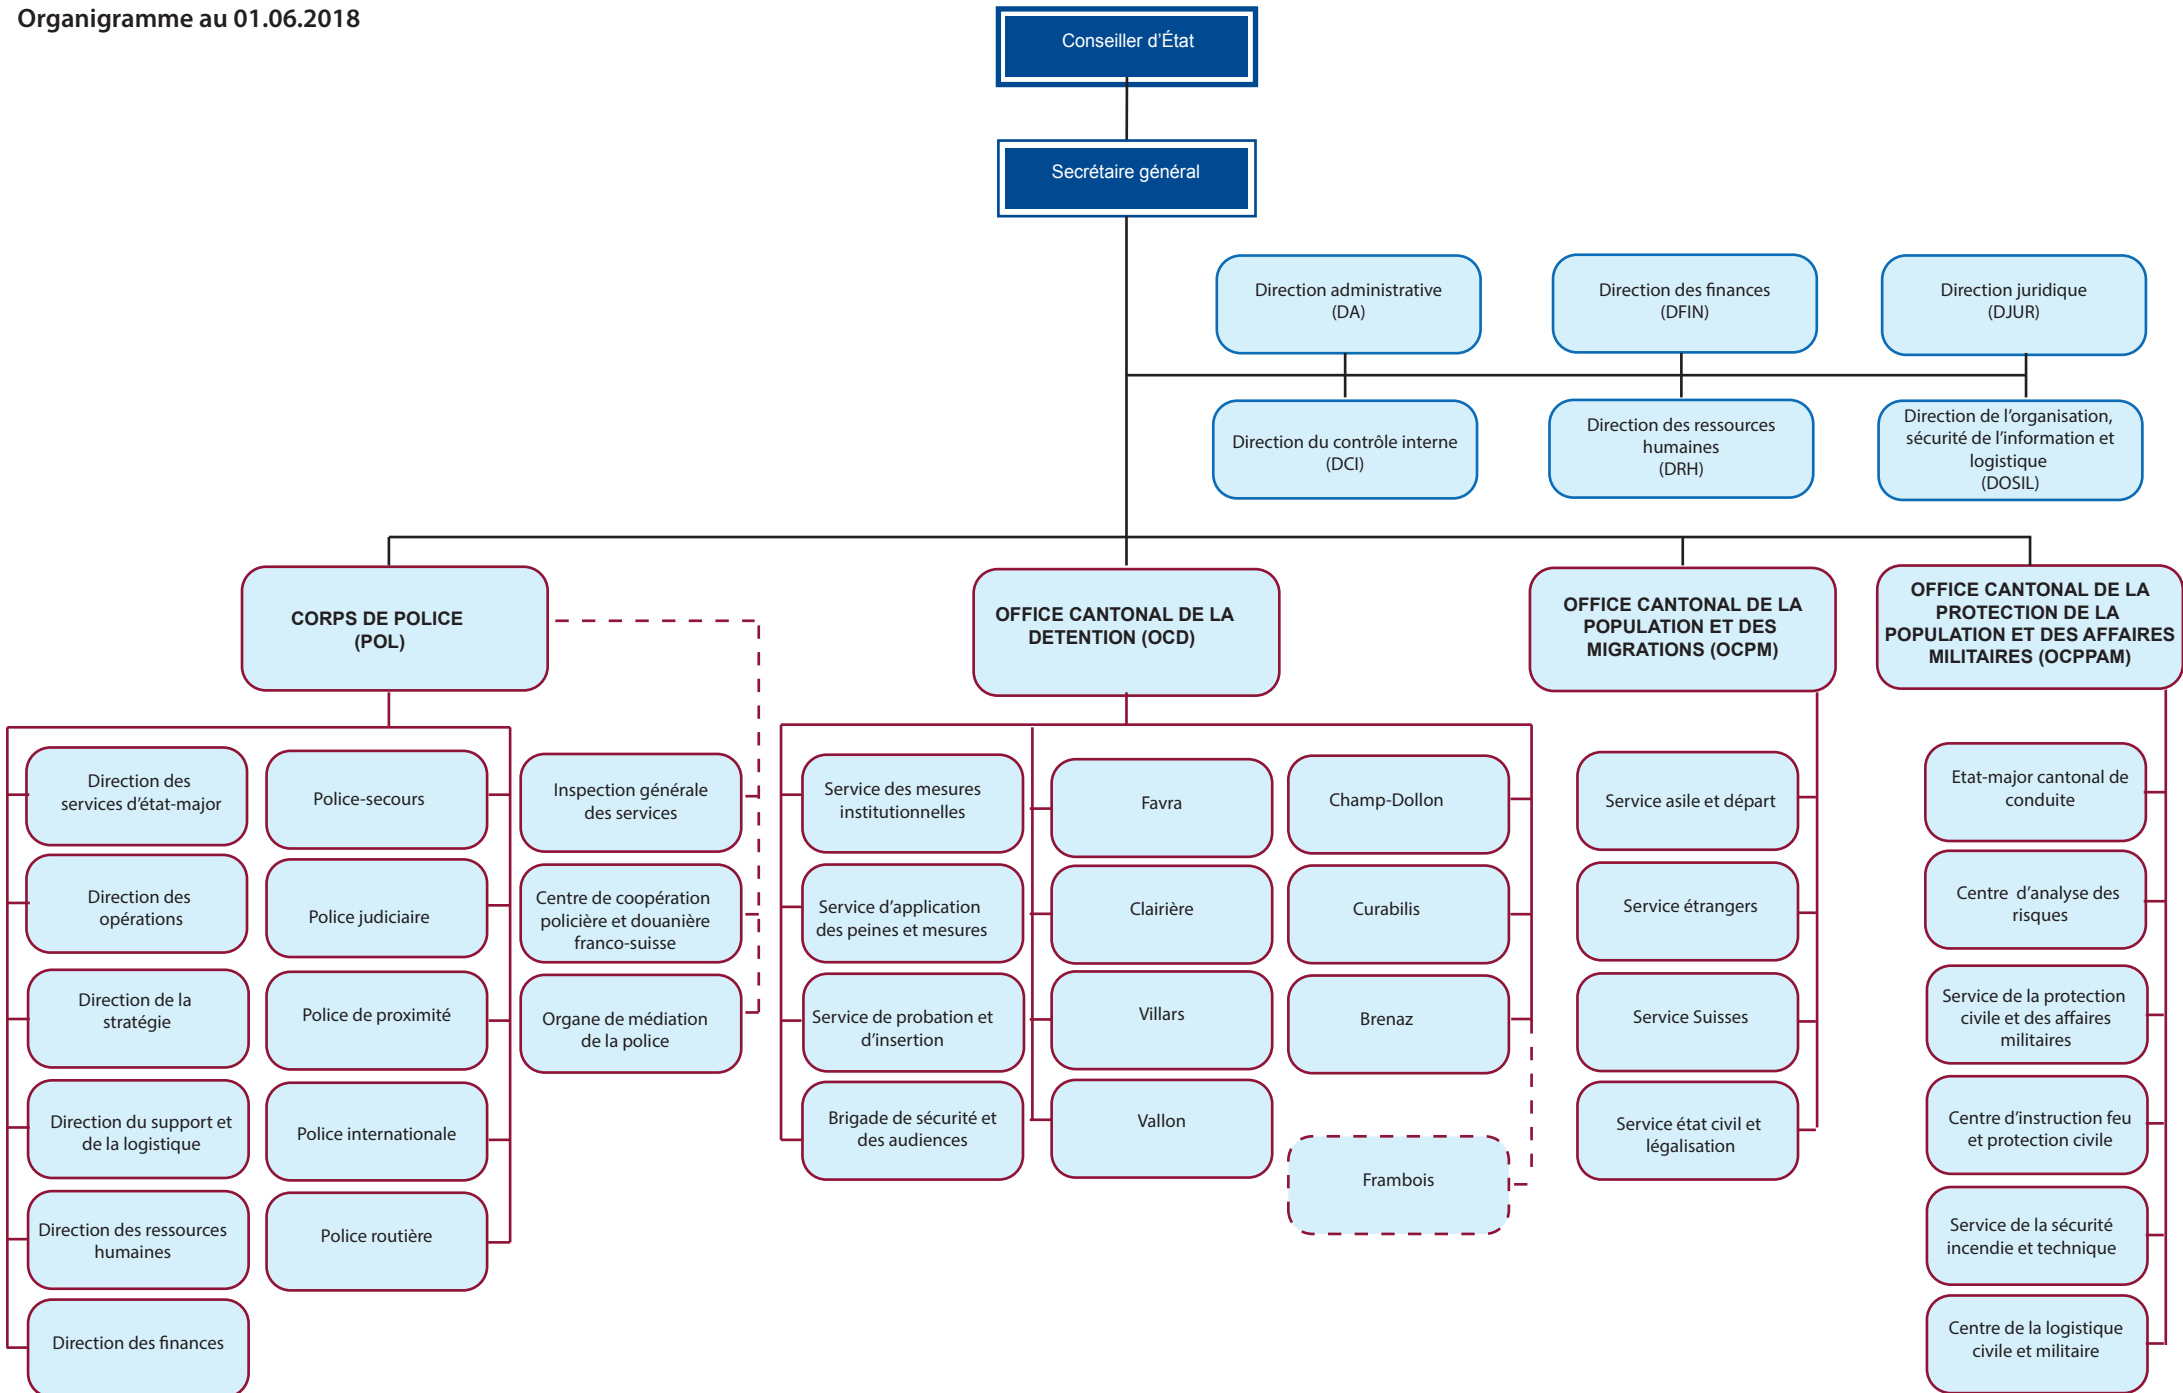 Organigramme au 01.06.2018
Conseiller d'État
Secrétaire général
Direction administrative
(DA)
Direction des finances
(DFIN)
Direction juridique
(DJUR)
Direction du contrôle interne
(DCI)
Direction des ressources
humaines
(DRH)
Direction de l'organisation,
sécurité de l'information et
logistique
(DOSIL)
CORPS DE POLICE
(POL)
OFFICE CANTONAL DE LA
DETENTION (OCD)
OFFICE CANTONAL DE LA
POPULATION ET DES
MIGRATIONS (OCPM)
OFFICE CANTONAL DE LA
PROTECTION DE LA
POPULATION ET DES AFFAIRES
MILITAIRES (OCPPAM)
Direction des
services d'état-major
Direction des
opérations
Direction de la
stratégie
Direction du support et
de la logistique
Direction des ressources
humaines
Direction des finances
Police-secours
Police judiciaire
Police de proximité
Police internationale
Police routière
Inspection générale
des services
Centre de coopération
policière et douanière
franco-suisse
Organe de médiation
de la police
Service des mesures
institutionnelles
Service d'application
des peines et mesures
Service de probation et
d'insertion
Brigade de sécurité et
des audiences
Favra
Clairière
Villars
Vallon
Champ-Dollon
Curabilis
Brenaz
Frambois
Service asile et départ
Service étrangers
Service Suisses
Service état civil et
légalisation
Etat-major cantonal de
conduite
Centre d'analyse des
risques
Service de la protection
civile et des affaires
militaires
Centre d'instruction feu
et protection civile
Service de la sécurité
incendie et technique
Centre de la logistique
civile et militaire